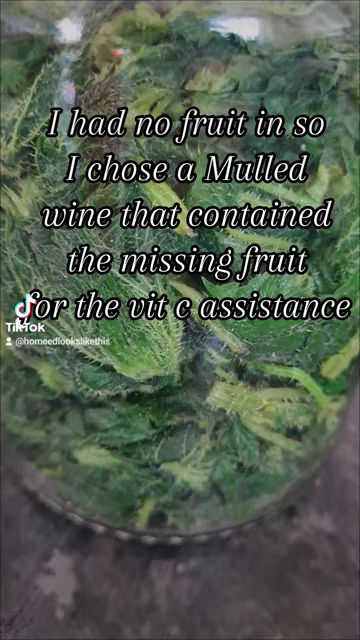 I had no fruit in so
I chose a Mulled
wine that contained
the missing fruit
for the vit c assistance
TikTok
@homeedlookslikethis